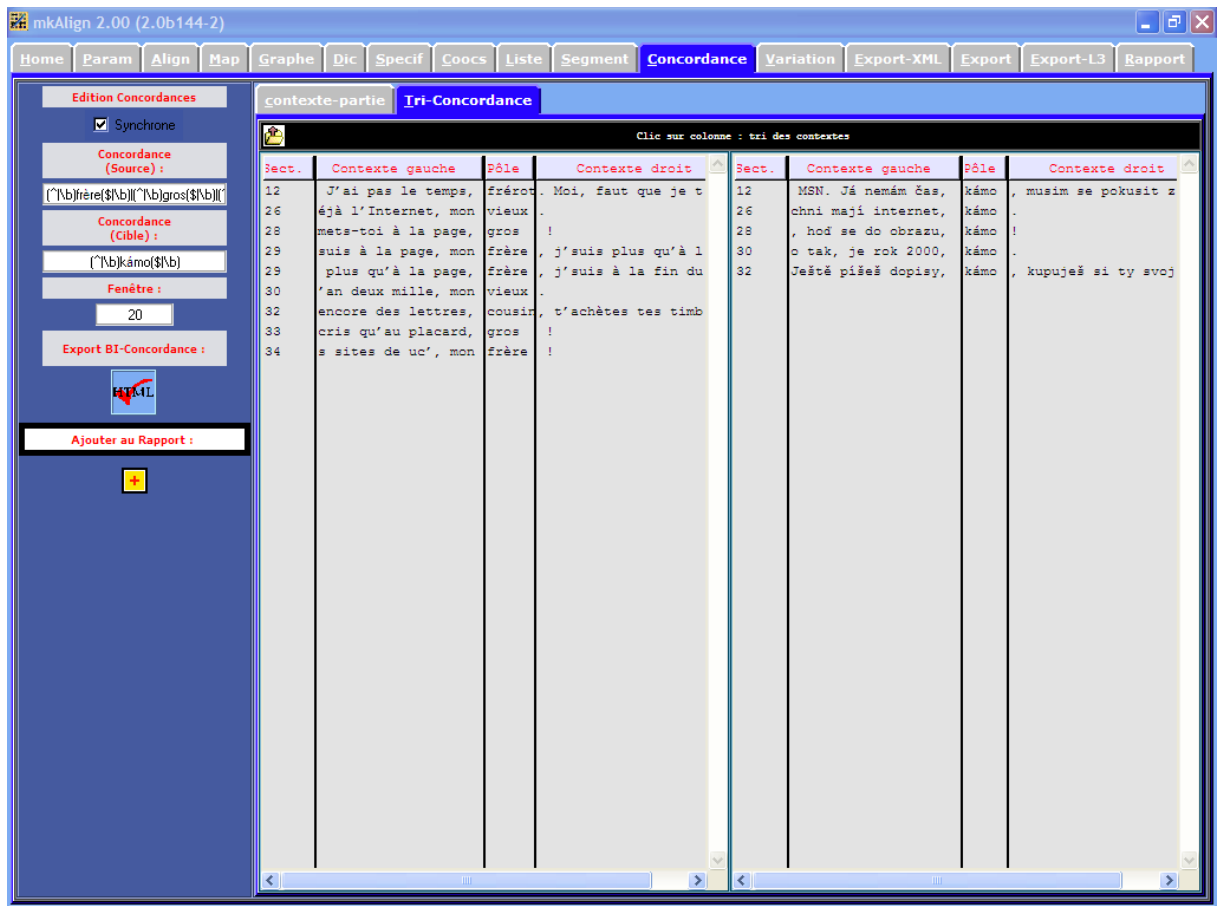 mkAlign 2.00 (2.0b144-2)
Home Param Align Map Graphe Dic Specif Coocs Liste Segment Concordance Variation Export-XML Export Export-L3 Rapport
Edition Concordances
Synchrone
Concordance
(Source) :
(^|\b)frère($|\b)|(^|\b)gros($|\b)|(^
Concordance
(Cible) :
(^|\b)kámo($|\b)
Fenêtre :
20
Export BI-Concordance :
HTML
Ajouter au Rapport :
+
contexte-partie Tri-Concordance
Clic sur colonne : tri des contextes
Sect. Contexte gauche Pôle Contexte droit
12 J'ai pas le temps, frérot . Moi, faut que je t
26 éjà l'Internet, mon vieux .
28 mets-toi à la page, gros !
29 suis à la page, mon frère , j'suis plus qu'à l
29 plus qu'à la page, frère , j'suis à la fin du
30 'an deux mille, mon vieux .
32 encore des lettres, cousin , t'achètes tes timb
33 cris qu'au placard, gros !
34 s sites de uc', mon frère !
Sect. Contexte gauche Pôle Contexte droit
12 MSN. Já nemám čas, kámo , musim se pokusit z
26 chni mají internet, kámo .
28 , hoď se do obrazu, kámo !
30 o tak, je rok 2000, kámo .
32 Ještě píšeš dopisy, kámo , kupuješ si ty svoj